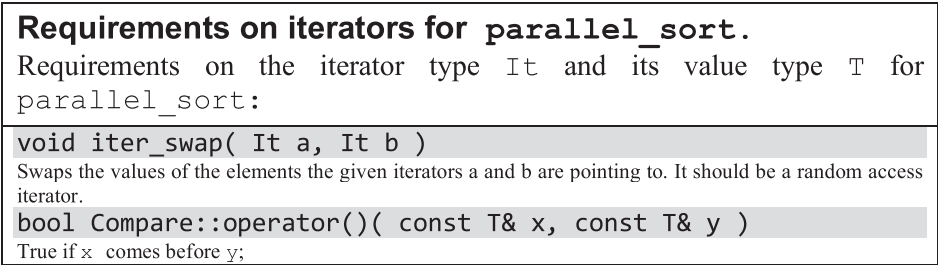 Requirements on iterators for parallel_sort.
Requirements on the iterator type It and its value type T for
parallel_sort:
void iter_swap( It a, It b )
Swaps the values of the elements the given iterators a and b are pointing to. It should be a random access
iterator.
bool Compare::operator()( const T& x, const T& y )
True if x comes before y;